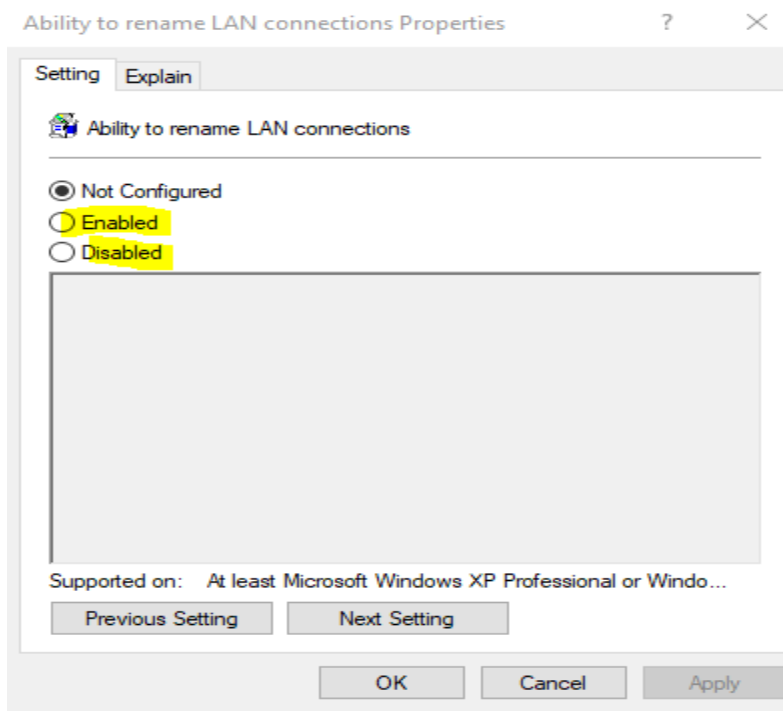 Ability to rename LAN connections Properties ?
Setting Explain
Ability to rename LAN connections
Not Configured
Enabled
Disabled
Supported on: At least Microsoft Windows XP Professional or Windo...
Previous Setting Next Setting
OK Cancel Apply